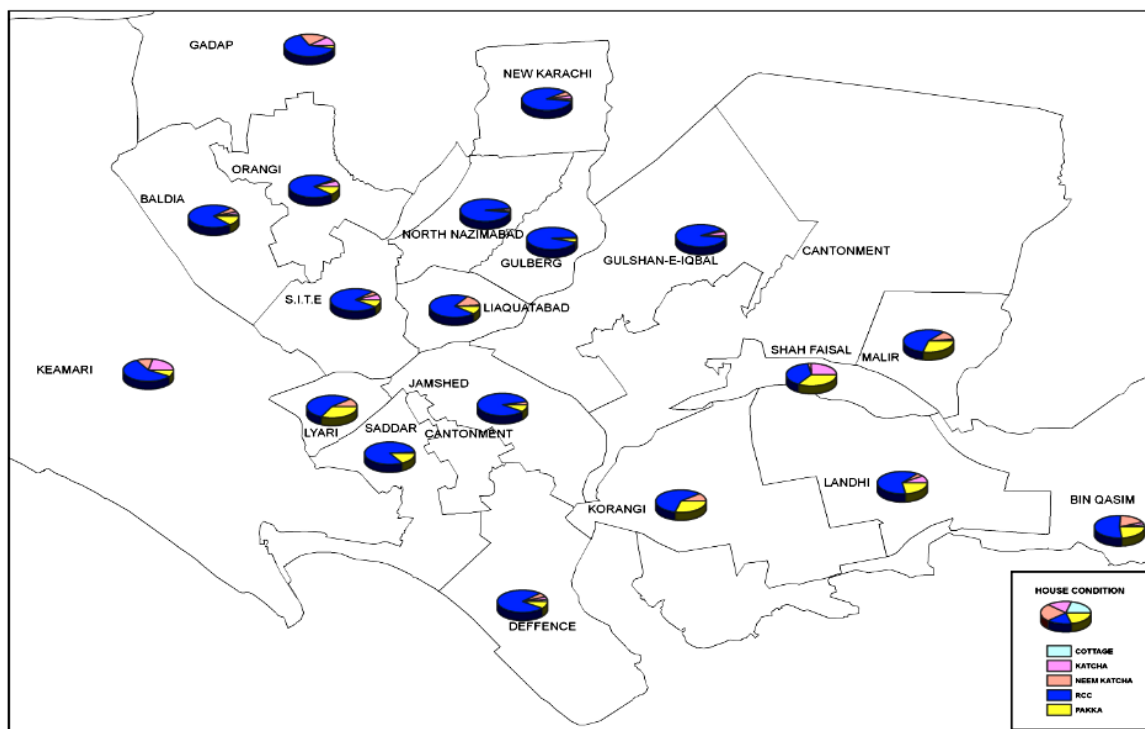 GADAP
NEW KARACHI
ORANGI
BALDIA
NORTH NAZIMABAD
GULBERG
GULSHAN-E-IQBAL
CANTONMENT
S.I.T.E
LIAQUATABAD
SHAH FAISAL
MALIR
KEAMARI
JAMSHED
LYARI
SADDAR
CANTONMENT
KORANGI
LANDHI
BIN QASIM
DEFFENCE
HOUSE CONDITION
COTTAGE
KATCHA
NEEM KATCHA
RCC
PAKKA